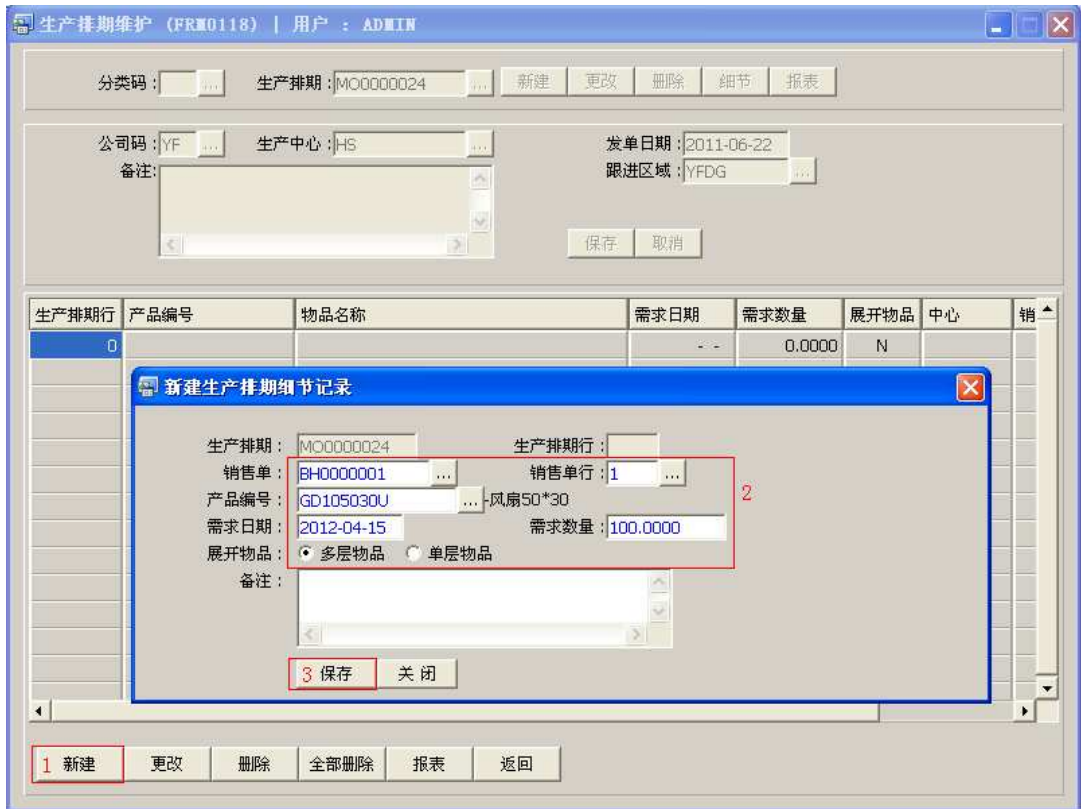 生产排期维护 (FRM0118) | 用户 : ADMIN
分类码: ... 生产排期: MO0000024 ... 新建 更改 删除 细节 报表
公司码: YF ... 生产中心: HS ... 发单日期: 2011-06-22
备注: 跟进区域: YFDG ...
保存 取消
生产排期行 产品编号 物品名称 需求日期 需求数量 展开物品 中心 销
0 - - 0.0000 N
新建生产排期细节记录
生产排期: MO0000024 生产排期行:
销售单: BH0000001 ... 销售单行: 1 ...
产品编号: GD105030U ... -风扇50*30 2
需求日期: 2012-04-15 需求数量: 100.0000
展开物品: 多层物品 单层物品
备注:
3 保存 关闭
1 新建 更改 删除 全部删除 报表 返回